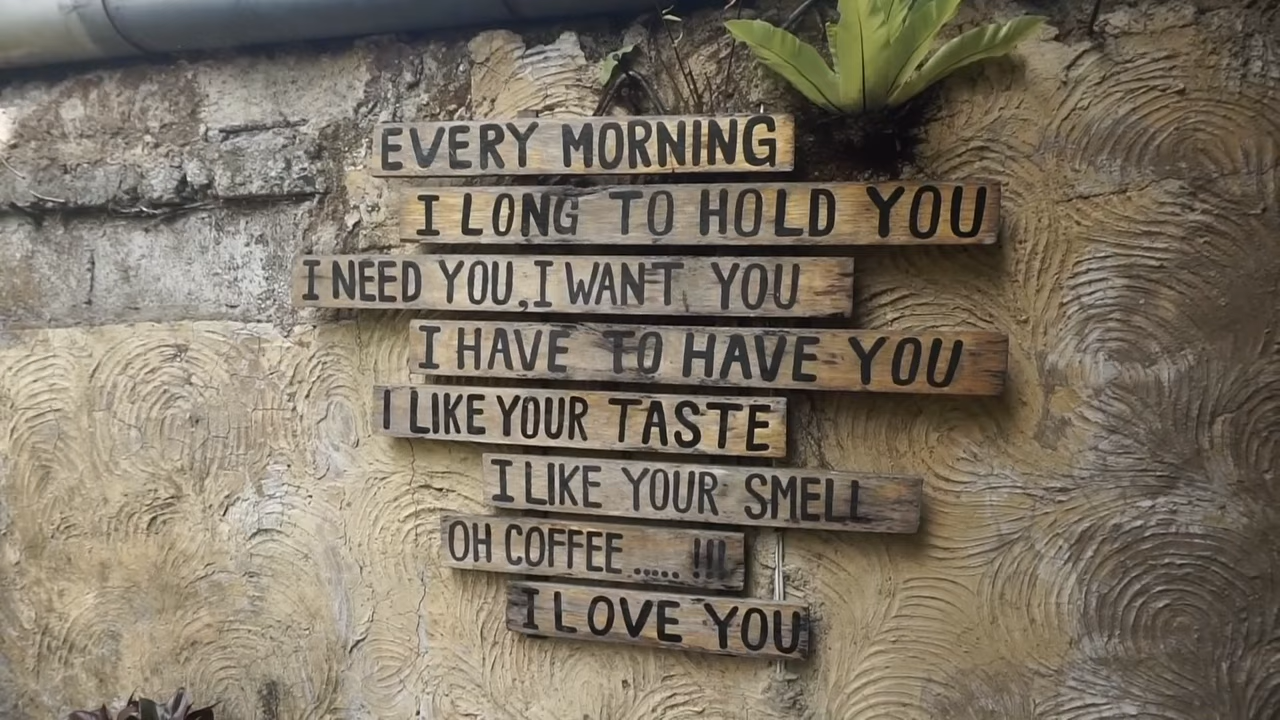 EVERY MORNING
I LONG TO HOLD YOU
I NEED YOU, I WANT YOU
I HAVE TO HAVE YOU
I LIKE YOUR TASTE
I LIKE YOUR SMELL
OH COFFEE ..... !!!
I LOVE YOU